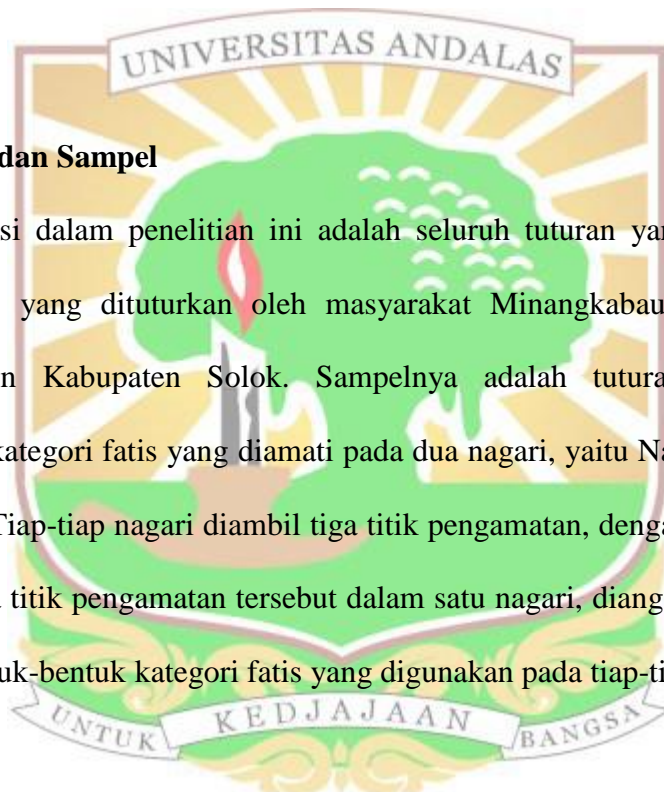 UNIVERSITAS ANDALAS
dan Sampel
si dalam penelitian ini adalah seluruh tuturan yan
yang dituturkan oleh masyarakat Minangkabau
n Kabupaten Solok. Sampelnya adalah tutura
kategori fatis yang diamati pada dua nagari, yaitu Na
Tiap-tiap nagari diambil tiga titik pengamatan, denga
titik pengamatan tersebut dalam satu nagari, diang
uk-bentuk kategori fatis yang digunakan pada tiap-ti
UNTUK KEDJAJAAN BANGSA